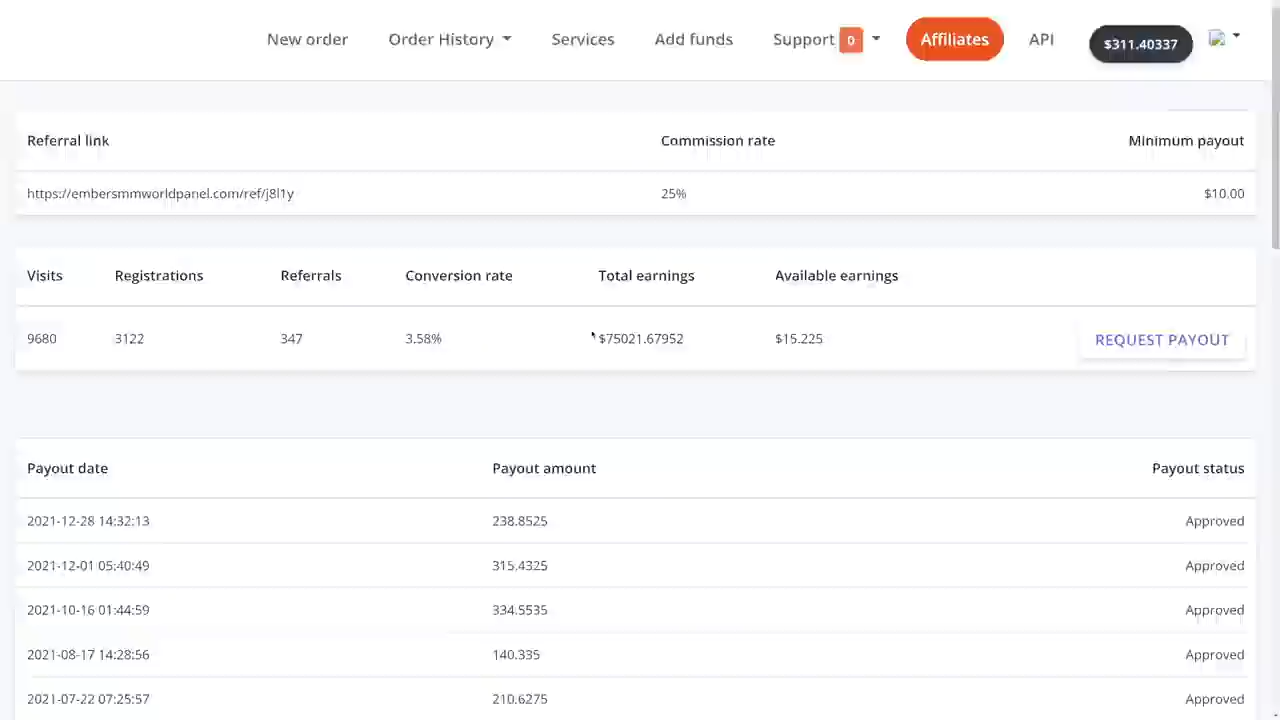 New order Order History Services Add funds Support 0 Affiliates API $311.40337
Referral link Commission rate Minimum payout
https://embersmmworldpanel.com/ref/j8l1y 25% $10.00
Visits Registrations Referrals Conversion rate Total earnings Available earnings
9680 3122 347 3.58% $75021.67952 $15.225 REQUEST PAYOUT
Payout date Payout amount Payout status
2021-12-28 14:32:13 238.8525 Approved
2021-12-01 05:40:49 315.4325 Approved
2021-10-16 01:44:59 334.5535 Approved
2021-08-17 14:28:56 140.335 Approved
2021-07-22 07:25:57 210.6275 Approved